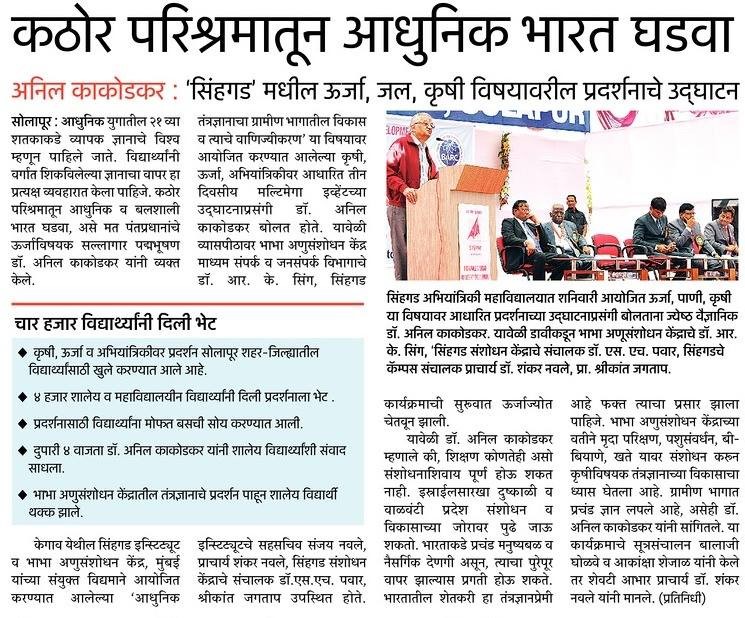 कठोर परिश्रमातून आधुनिक भारत घडवा
अनिल काकोडकर : 'सिंहगड' मधील ऊर्जा, जल, कृषी विषयावरील प्रदर्शनाचे उद्‌घाटन
सोलापूर : आधुनिक युगातील २१ व्या
शतकाकडे व्यापक ज्ञानाचे विश्व
म्हणून पाहिले जाते. विद्यार्थ्यांनी
वर्गात शिकविलेल्या ज्ञानाचा वापर हा
प्रत्यक्ष व्यवहारात केला पाहिजे. कठोर
परिश्रमातून आधुनिक व बलशाली
भारत घडवा, असे मत पंतप्रधानांचे
ऊर्जाविषयक सल्लागार पद्मभूषण
डॉ. अनिल काकोडकर यांनी व्यक्त
केले.
तंत्रज्ञानाचा ग्रामीण भागातील विकास
व त्याचे वाणिज्यीकरण' या विषयावर
आयोजित करण्यात आलेल्या कृषी,
ऊर्जा, अभियांत्रिकीवर आधारित तीन
दिवसीय मल्टिमेगा इव्हेंटच्या
उद्‌घाटनाप्रसंगी डॉ. अनिल
काकोडकर बोलत होते. यावेळी
व्यासपीठावर भाभा अणुसंशोधन केंद्र
माध्यम संपर्क व जनसंपर्क विभागाचे
डॉ. आर. के. सिंग, सिंहगड
BARC
सिंहगड अभियांत्रिकी महाविद्यालयात शनिवारी आयोजित ऊर्जा, पाणी, कृषी
या विषयावर आधारित प्रदर्शनाच्या उद्‌घाटनाप्रसंगी बोलताना ज्येष्ठ वैज्ञानिक
डॉ. अनिल काकोडकर. यावेळी डावीकडून भाभा अणूसंशोधन केंद्राचे डॉ. आर.
के. सिंग, 'सिंहगड संशोधन केंद्राचे संचालक डॉ. एस. एच. पवार, सिंहगडचे
कॅम्पस संचालक प्राचार्य डॉ. शंकर नवले, प्रा. श्रीकांत जगताप.
चार हजार विद्यार्थ्यांनी दिली भेट
◆ कृषी, ऊर्जा व अभियांत्रिकीवर प्रदर्शन सोलापूर शहर-जिल्ह्यातील
विद्यार्थ्यांसाठी खुले करण्यात आले आहे.
◆ ४ हजार शालेय व महाविद्यालयीन विद्यार्थ्यांनी दिली प्रदर्शनाला भेट .
◆ प्रदर्शनासाठी विद्यार्थ्यांना मोफत बसची सोय करण्यात आली.
◆ दुपारी ४ वाजता डॉ. अनिल काकोडकर यांनी शालेय विद्यार्थ्यांशी संवाद
साधला.
◆ भाभा अणुसंशोधन केंद्रातील तंत्रज्ञानाचे प्रदर्शन पाहून शालेय विद्यार्थी
थक्क झाले.
केगाव येथील सिंहगड इन्स्टिट्यूट
व भाभा अणुसंशोधन केंद्र, मुंबई
यांच्या संयुक्त विद्यमाने आयोजित
करण्यात आलेल्या 'आधुनिक
इन्स्टिट्यूटचे सहसचिव संजय नवले,
प्राचार्य शंकर नवले, सिंहगड संशोधन
केंद्राचे संचालक डॉ.एस.एच. पवार,
श्रीकांत जगताप उपस्थित होते.
कार्यक्रमाची सुरूवात ऊर्जाज्योत
चेतवून झाली.
यावेळी डॉ. अनिल काकोडकर
म्हणाले की, शिक्षण कोणतेही असो
संशोधनाशिवाय पूर्ण होऊ शकत
नाही. इस्राईलसारखा दुष्काळी व
वाळवंटी प्रदेश संशोधन व
विकासाच्या जोरावर पुढे जाऊ
शकतो. भारताकडे प्रचंड मनुष्यबळ व
नैसर्गिक देणगी असून, त्याचा पुरेपूर
वापर झाल्यास प्रगती होऊ शकते.
भारतातील शेतकरी हा तंत्रज्ञानप्रेमी
आहे फक्त त्याचा प्रसार झाला
पाहिजे. भाभा अणुसंशोधन केंद्राच्या
वतीने मृदा परिक्षण, पशुसंवर्धन, बी-
बियाणे, खते यावर संशोधन करून
कृषीविषयक तंत्रज्ञानाच्या विकासाचा
ध्यास घेतला आहे. ग्रामीण भागात
प्रचंड ज्ञान लपले आहे, असेही डॉ.
अनिल काकोडकर यांनी सांगितले. या
कार्यक्रमाचे सूत्रसंचालन बालाजी
घोळवे व आकांक्षा शेजाळ यांनी केले
तर शेवटी आभार प्राचार्य डॉ. शंकर
नवले यांनी मानले. (प्रतिनिधी)